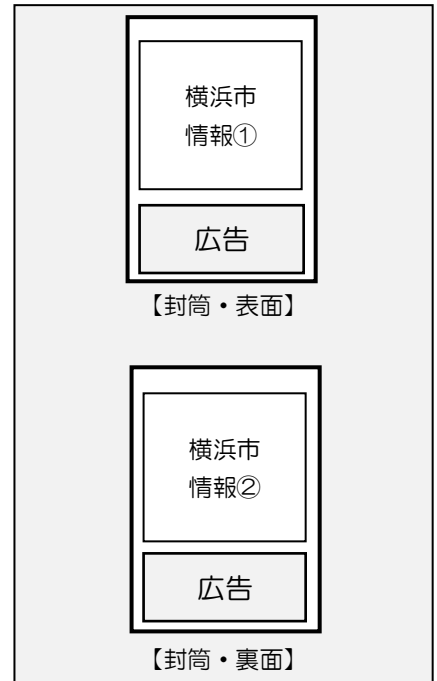 横浜市
情報①
広告
【封筒・表面】
横浜市
情報②
広告
【封筒・裏面】